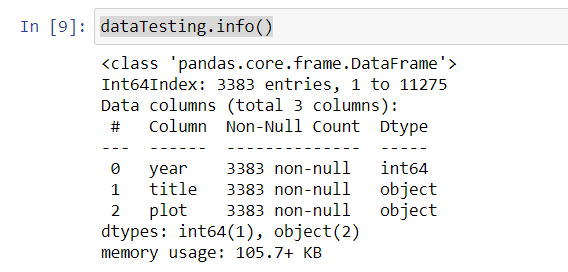 In [9]: dataTesting.info()
<class 'pandas.core.frame.DataFrame'>
Int64Index: 3383 entries, 1 to 11275
Data columns (total 3 columns):
#   Column  Non-Null Count  Dtype
---  ------  --------------  -----
0   year    3383 non-null   int64
1   title   3383 non-null   object
2   plot    3383 non-null   object
dtypes: int64(1), object(2)
memory usage: 105.7+ KB